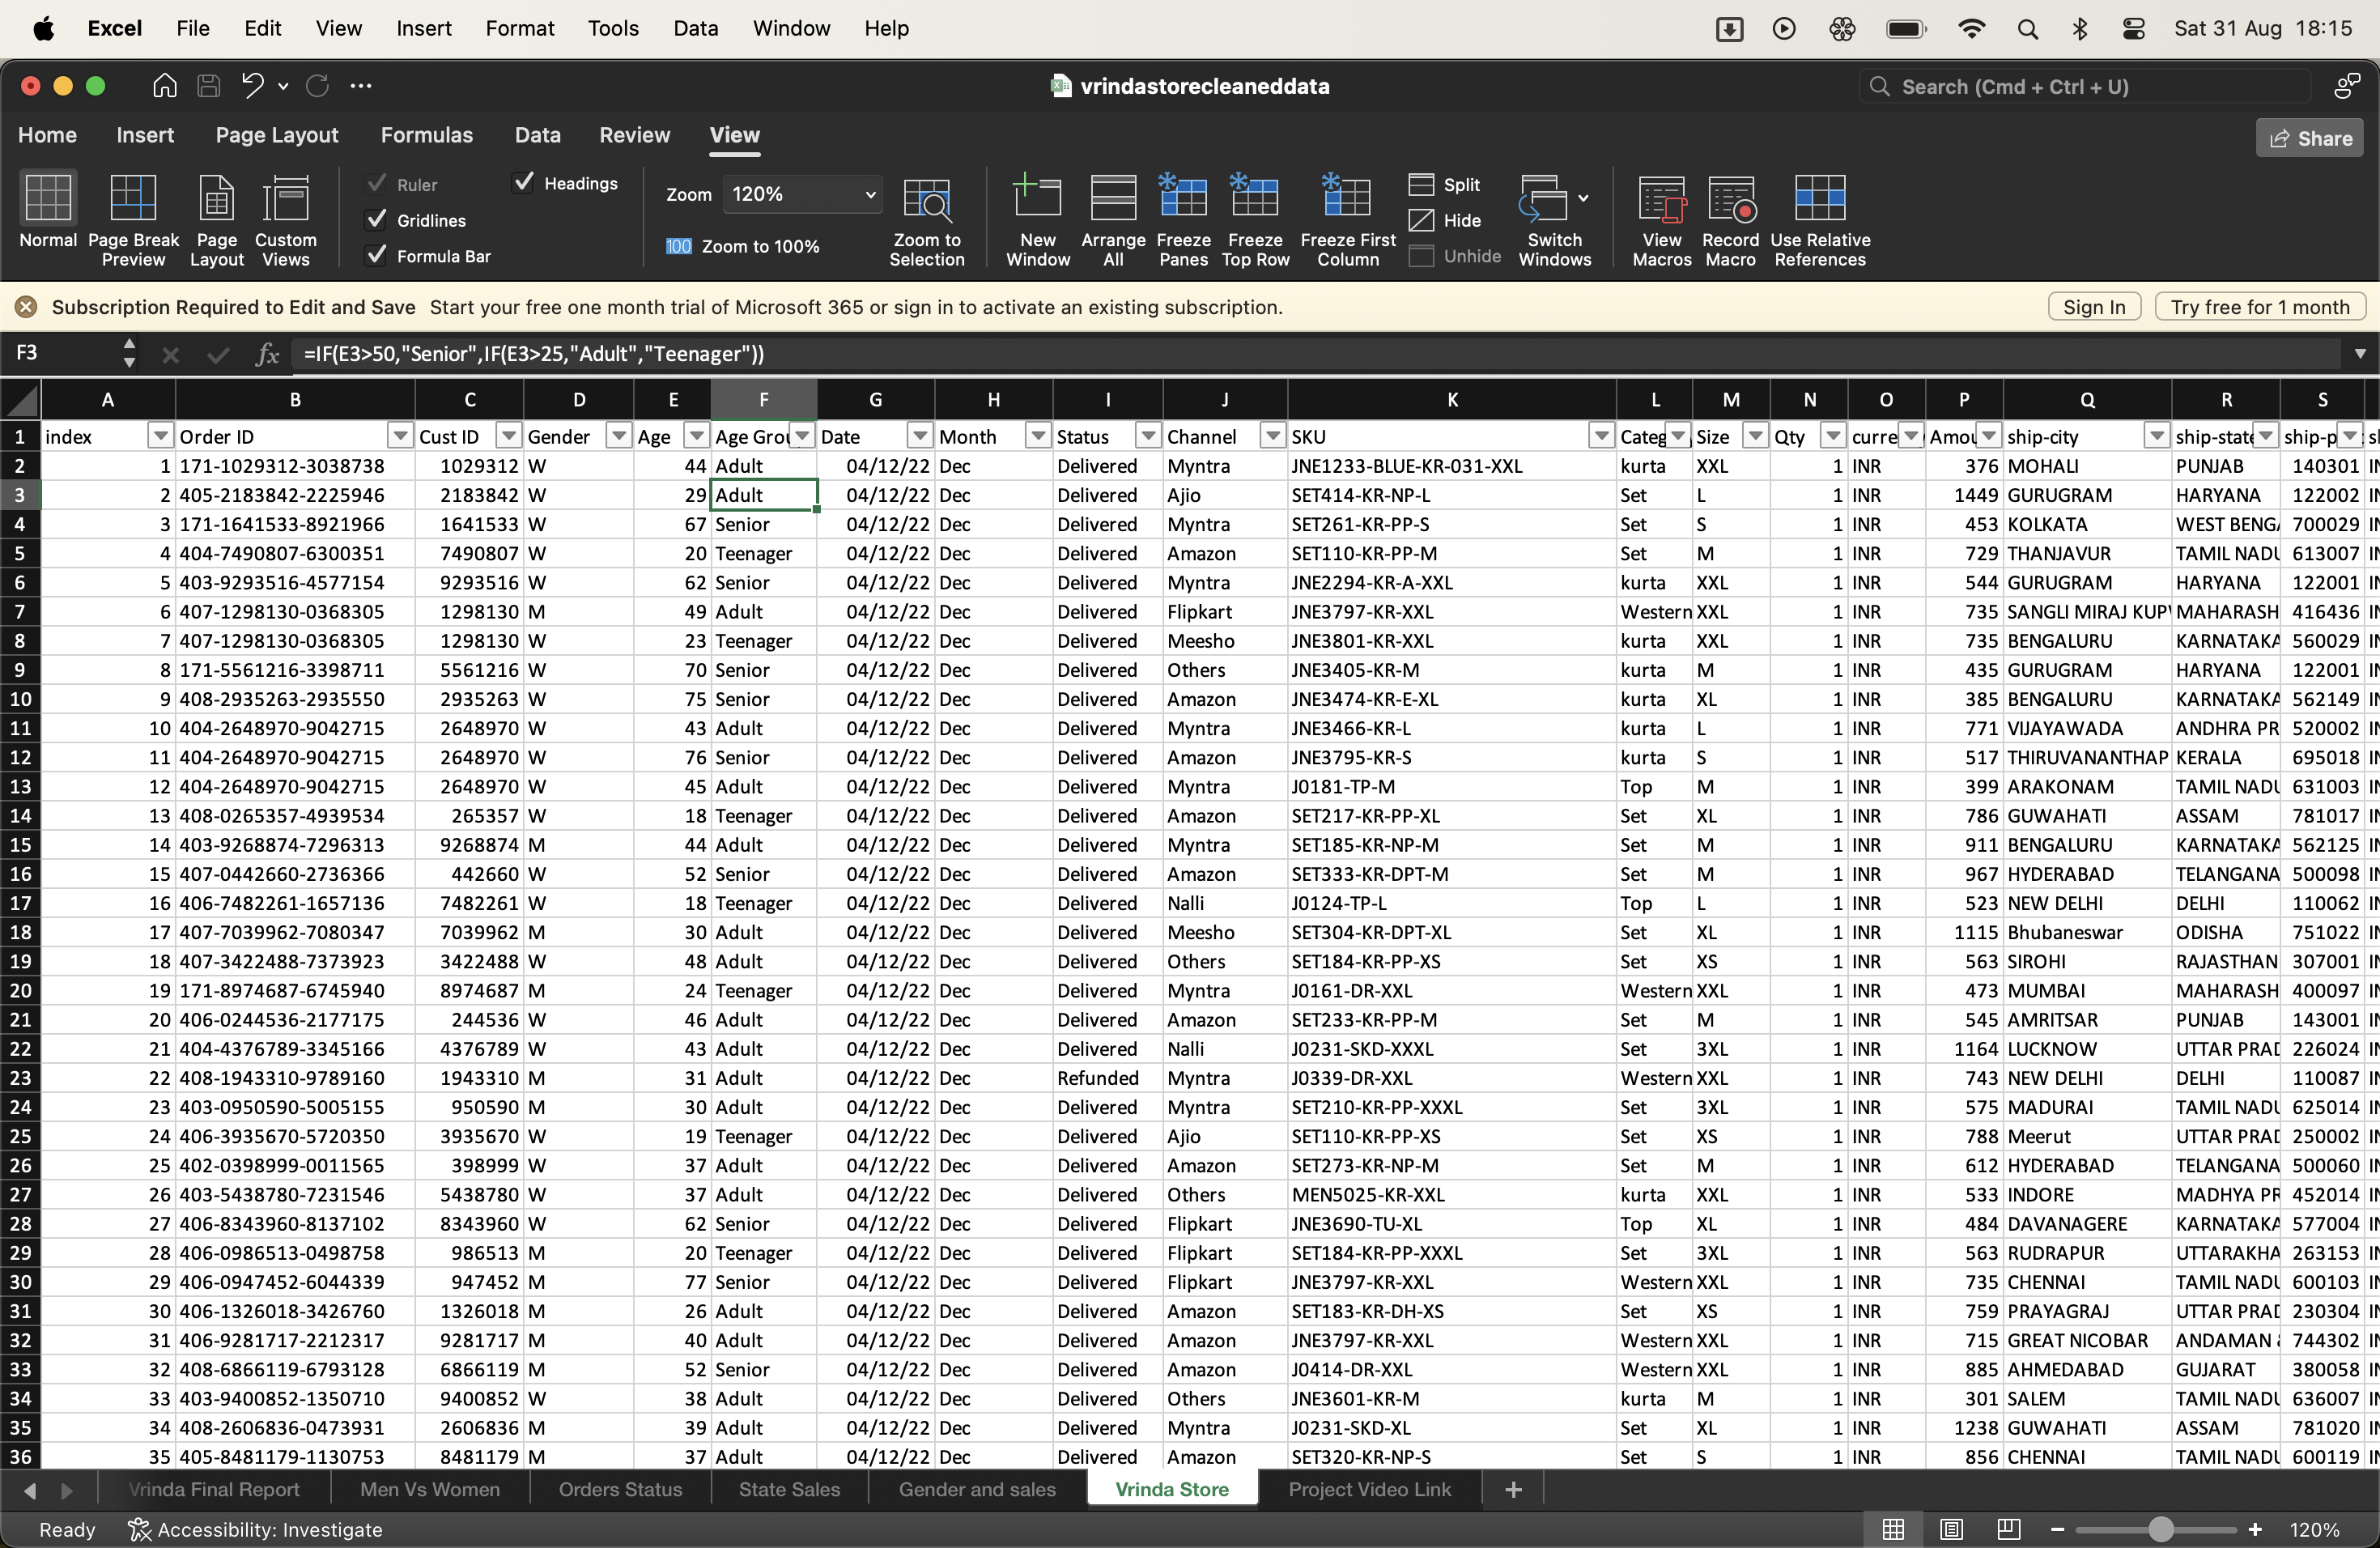 Excel File Edit View Insert Format Tools Data Window Help Sat 31 Aug 18:15
vrindastorecleaneddata Search (Cmd + Ctrl + U)
Home Insert Page Layout Formulas Data Review View Share
Ruler Headings Zoom 120% Split
Gridlines Hide
Normal Page Break Preview Page Layout Custom Views Formula Bar 100 Zoom to 100% Zoom to Selection New Window Arrange All Freeze Panes Freeze Top Row Freeze First Column Unhide Switch Windows View Macros Record Macro Use Relative References
Subscription Required to Edit and Save Start your free one month trial of Microsoft 365 or sign in to activate an existing subscription. Sign In Try free for 1 month
F3 fx =IF(E3>50,"Senior",IF(E3>25,"Adult","Teenager"))
A B C D E F G H I J K L M N O P Q R S
1 index Order ID Cust ID Gender Age Age Grou Date Month Status Channel SKU Categ Size Qty curre Amou ship-city ship-state ship-p
2 1 171-1029312-3038738 1029312 W 44 Adult 04/12/22 Dec Delivered Myntra JNE1233-BLUE-KR-031-XXL kurta XXL 1 INR 376 MOHALI PUNJAB 140301 IN
3 2 405-2183842-2225946 2183842 W 29 Adult 04/12/22 Dec Delivered Ajio SET414-KR-NP-L Set L 1 INR 1449 GURUGRAM HARYANA 122002 IN
4 3 171-1641533-8921966 1641533 W 67 Senior 04/12/22 Dec Delivered Myntra SET261-KR-PP-S Set S 1 INR 453 KOLKATA WEST BENGA 700029 IN
5 4 404-7490807-6300351 7490807 W 20 Teenager 04/12/22 Dec Delivered Amazon SET110-KR-PP-M Set M 1 INR 729 THANJAVUR TAMIL NADU 613007 IN
6 5 403-9293516-4577154 9293516 W 62 Senior 04/12/22 Dec Delivered Myntra JNE2294-KR-A-XXL kurta XXL 1 INR 544 GURUGRAM HARYANA 122001 IN
7 6 407-1298130-0368305 1298130 M 49 Adult 04/12/22 Dec Delivered Flipkart JNE3797-KR-XXL Western XXL 1 INR 735 SANGLI MIRAJ KUPW MAHARASH 416436 IN
8 7 407-1298130-0368305 1298130 W 23 Teenager 04/12/22 Dec Delivered Meesho JNE3801-KR-XXL kurta XXL 1 INR 735 BENGALURU KARNATAKA 560029 IN
9 8 171-5561216-3398711 5561216 W 70 Senior 04/12/22 Dec Delivered Others JNE3405-KR-M kurta M 1 INR 435 GURUGRAM HARYANA 122001 IN
10 9 408-2935263-2935550 2935263 W 75 Senior 04/12/22 Dec Delivered Amazon JNE3474-KR-E-XL kurta XL 1 INR 385 BENGALURU KARNATAKA 562149 IN
11 10 404-2648970-9042715 2648970 W 43 Adult 04/12/22 Dec Delivered Myntra JNE3466-KR-L kurta L 1 INR 771 VIJAYAWADA ANDHRA PR 520002 IN
12 11 404-2648970-9042715 2648970 W 76 Senior 04/12/22 Dec Delivered Amazon JNE3795-KR-S kurta S 1 INR 517 THIRUVANANTHAP KERALA 695018 IN
13 12 404-2648970-9042715 2648970 W 45 Adult 04/12/22 Dec Delivered Myntra J0181-TP-M Top M 1 INR 399 ARAKONAM TAMIL NADU 631003 IN
14 13 408-0265357-4939534 265357 W 18 Teenager 04/12/22 Dec Delivered Amazon SET217-KR-PP-XL Set XL 1 INR 786 GUWAHATI ASSAM 781017 IN
15 14 403-9268874-7296313 9268874 M 44 Adult 04/12/22 Dec Delivered Myntra SET185-KR-NP-M Set M 1 INR 911 BENGALURU KARNATAKA 562125 IN
16 15 407-0442660-2736366 442660 W 52 Senior 04/12/22 Dec Delivered Amazon SET333-KR-DPT-M Set M 1 INR 967 HYDERABAD TELANGANA 500098 IN
17 16 406-7482261-1657136 7482261 W 18 Teenager 04/12/22 Dec Delivered Nalli J0124-TP-L Top L 1 INR 523 NEW DELHI DELHI 110062 IN
18 17 407-7039962-7080347 7039962 M 30 Adult 04/12/22 Dec Delivered Meesho SET304-KR-DPT-XL Set XL 1 INR 1115 Bhubaneswar ODISHA 751022 IN
19 18 407-3422488-7373923 3422488 W 48 Adult 04/12/22 Dec Delivered Others SET184-KR-PP-XS Set XS 1 INR 563 SIROHI RAJASTHAN 307001 IN
20 19 171-8974687-6745940 8974687 M 24 Teenager 04/12/22 Dec Delivered Myntra J0161-DR-XXL Western XXL 1 INR 473 MUMBAI MAHARASH 400097 IN
21 20 406-0244536-2177175 244536 W 46 Adult 04/12/22 Dec Delivered Amazon SET233-KR-PP-M Set M 1 INR 545 AMRITSAR PUNJAB 143001 IN
22 21 404-4376789-3345166 4376789 W 43 Adult 04/12/22 Dec Delivered Nalli J0231-SKD-XXXL Set 3XL 1 INR 1164 LUCKNOW UTTAR PRAD 226024 IN
23 22 408-1943310-9789160 1943310 M 31 Adult 04/12/22 Dec Refunded Myntra J0339-DR-XXL Western XXL 1 INR 743 NEW DELHI DELHI 110087 IN
24 23 403-0950590-5005155 950590 M 30 Adult 04/12/22 Dec Delivered Myntra SET210-KR-PP-XXXL Set 3XL 1 INR 575 MADURAI TAMIL NADU 625014 IN
25 24 406-3935670-5720350 3935670 W 19 Teenager 04/12/22 Dec Delivered Ajio SET110-KR-PP-XS Set XS 1 INR 788 Meerut UTTAR PRAD 250002 IN
26 25 402-0398999-0011565 398999 W 37 Adult 04/12/22 Dec Delivered Amazon SET273-KR-NP-M Set M 1 INR 612 HYDERABAD TELANGANA 500060 IN
27 26 403-5438780-7231546 5438780 W 37 Adult 04/12/22 Dec Delivered Others MEN5025-KR-XXL kurta XXL 1 INR 533 INDORE MADHYA PR 452014 IN
28 27 406-8343960-8137102 8343960 W 62 Senior 04/12/22 Dec Delivered Flipkart JNE3690-TU-XL Top XL 1 INR 484 DAVANAGERE KARNATAKA 577004 IN
29 28 406-0986513-0498758 986513 M 20 Teenager 04/12/22 Dec Delivered Flipkart SET184-KR-PP-XXXL Set 3XL 1 INR 563 RUDRAPUR UTTARAKHA 263153 IN
30 29 406-0947452-6044339 947452 M 77 Senior 04/12/22 Dec Delivered Flipkart JNE3797-KR-XXL Western XXL 1 INR 735 CHENNAI TAMIL NADU 600103 IN
31 30 406-1326018-3426760 1326018 M 26 Adult 04/12/22 Dec Delivered Amazon SET183-KR-DH-XS Set XS 1 INR 759 PRAYAGRAJ UTTAR PRAD 230304 IN
32 31 406-9281717-2212317 9281717 M 40 Adult 04/12/22 Dec Delivered Amazon JNE3797-KR-XXL Western XXL 1 INR 715 GREAT NICOBAR ANDAMAN 744302 IN
33 32 408-6866119-6793128 6866119 M 52 Senior 04/12/22 Dec Delivered Amazon J0414-DR-XXL Western XXL 1 INR 885 AHMEDABAD GUJARAT 380058 IN
34 33 403-9400852-1350710 9400852 W 38 Adult 04/12/22 Dec Delivered Others JNE3601-KR-M kurta M 1 INR 301 SALEM TAMIL NADU 636007 IN
35 34 408-2606836-0473931 2606836 M 39 Adult 04/12/22 Dec Delivered Myntra J0231-SKD-XL Set XL 1 INR 1238 GUWAHATI ASSAM 781020 IN
36 35 405-8481179-1130753 8481179 M 37 Adult 04/12/22 Dec Delivered Amazon SET320-KR-NP-S Set S 1 INR 856 CHENNAI TAMIL NADU 600119 IN
Vrinda Final Report Men Vs Women Orders Status State Sales Gender and sales Vrinda Store Project Video Link
Ready Accessibility: Investigate 120%